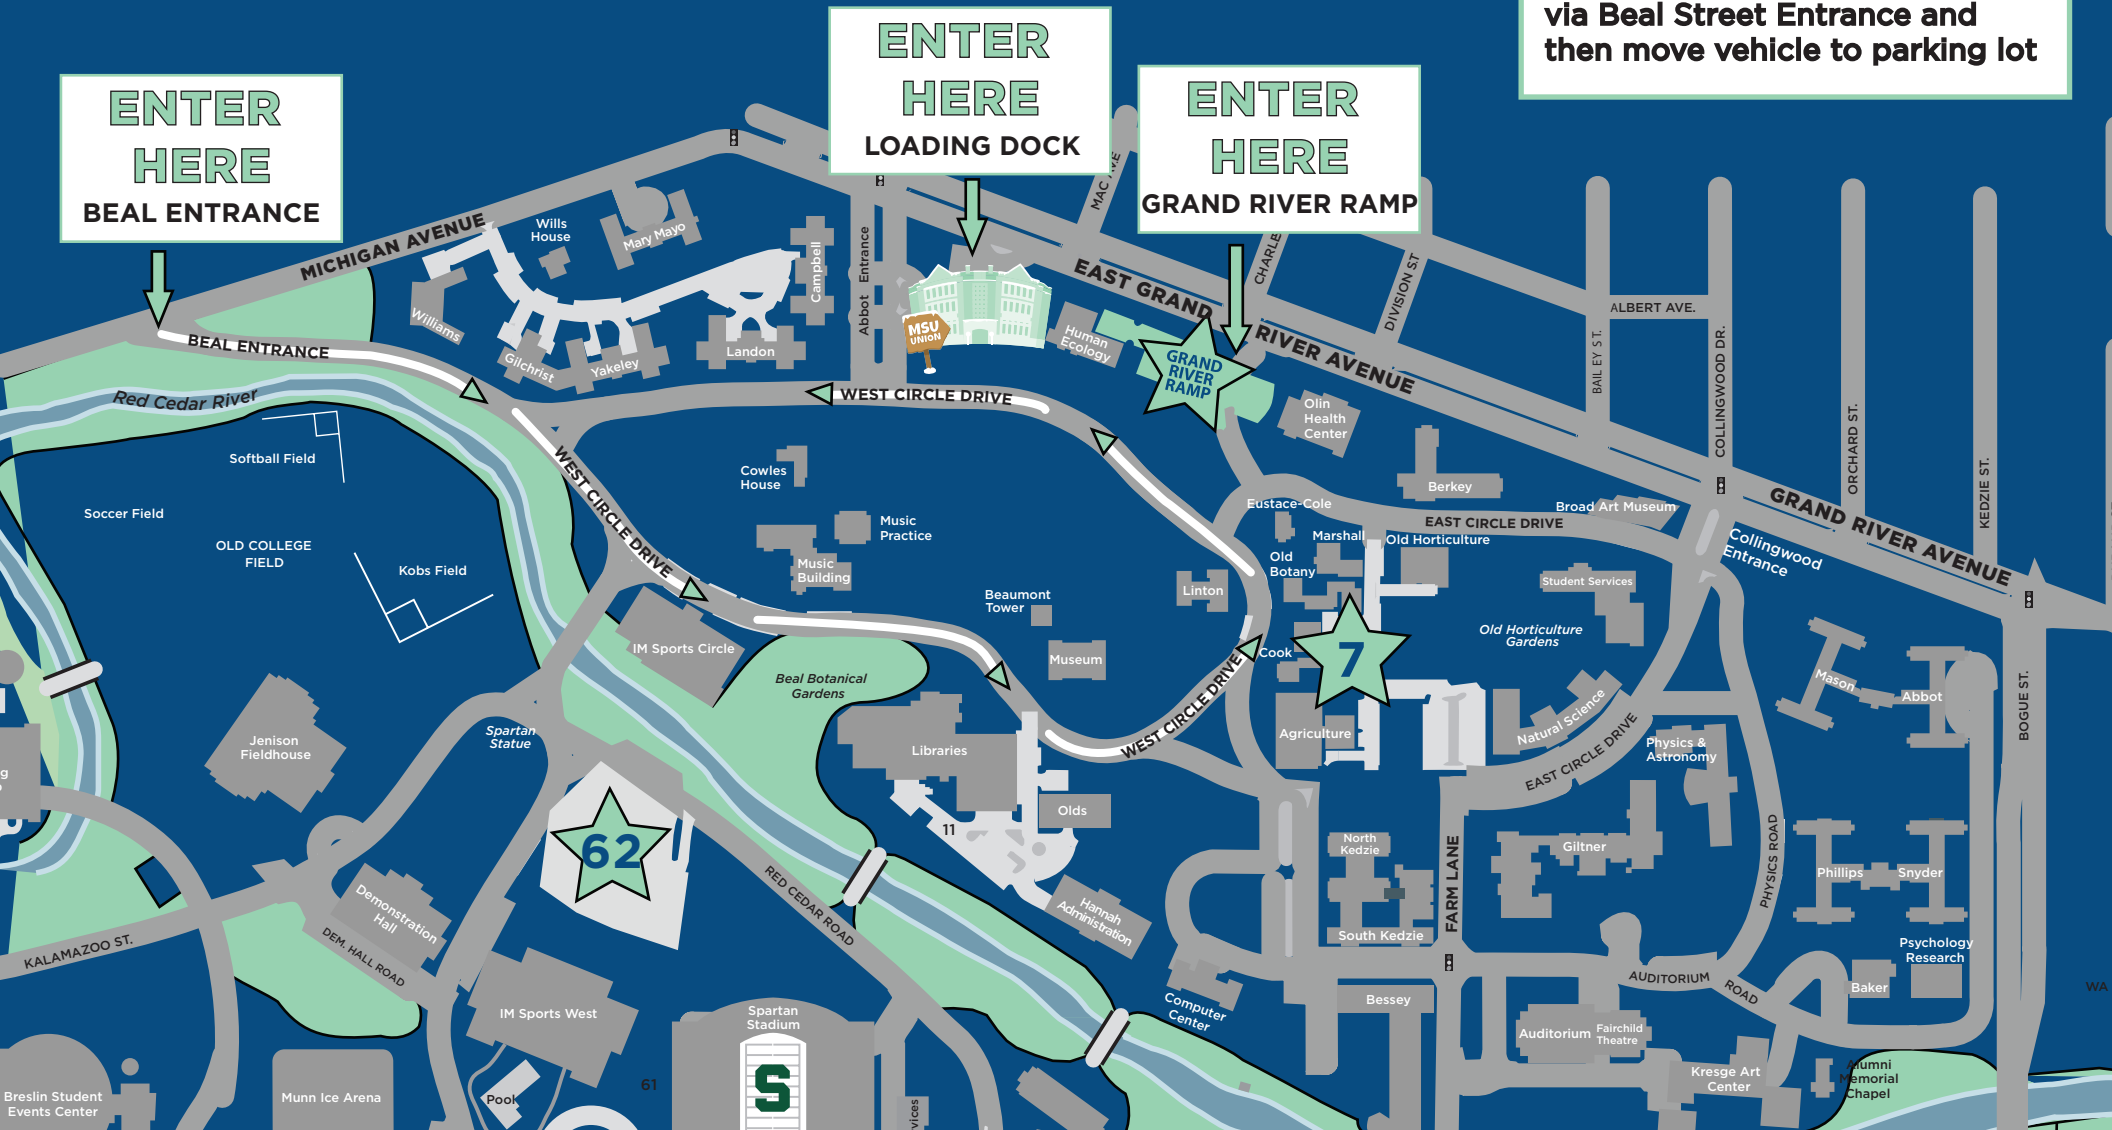 via Beal Street Entrance and
then move vehicle to parking lot
ENTER
HERE
LOADING DOCK
ENTER
HERE
GRAND RIVER RAMP
ENTER
HERE
BEAL ENTRANCE
MICHIGAN AVENUE
Wills
House
Mary Mayo
Campbell
Abbot Entrance
MAC AVE
EAST GRAND
RIVER AVENUE
DIVISION ST
ALBERT AVE.
BAILEY ST.
COLLINGWOOD DR.
ORCHARD ST.
KEDZIE ST.
GRAND RIVER AVENUE
Williams
Gilchrist
Yakeley
Landon
MSU
UNION
Human
Ecology
GRAND
RIVER
RAMP
Olin
Health
Center
BEAL ENTRANCE
Red Cedar River
WEST CIRCLE DRIVE
Softball Field
Soccer Field
OLD COLLEGE
FIELD
Kobs Field
WEST CIRCLE DRIVE
Cowles
House
Music
Practice
Music
Building
Beaumont
Tower
Museum
Linton
Eustace-Cole
Marshall
Old
Botany
Old Horticulture
Berkey
Broad Art Museum
EAST CIRCLE DRIVE
Collingwood
Entrance
Student Services
Old Horticulture
Gardens
IM Sports Circle
Beal Botanical
Gardens
Cook
7
WEST CIRCLE DRIVE
Agriculture
Natural Science
EAST CIRCLE DRIVE
Physics &
Astronomy
Mason
Abbot
BOGUE ST.
Jenison
Fieldhouse
Spartan
Statue
Libraries
Olds
11
62
RED CEDAR ROAD
North
Kedzie
FARM LANE
Giltner
PHYSICS ROAD
Phillips
Snyder
Demonstration
Hall
DEM. HALL ROAD
KALAMAZOO ST.
Hannah
Administration
South Kedzie
Psychology
Research
AUDITORIUM
ROAD
Baker
WA
IM Sports West
Spartan
Stadium
Computer
Center
Bessey
Auditorium
Fairchild
Theatre
Kresge Art
Center
Alumni
Memorial
Chapel
Breslin Student
Events Center
Munn Ice Arena
Pool
61
S
vices
CHARLE
g